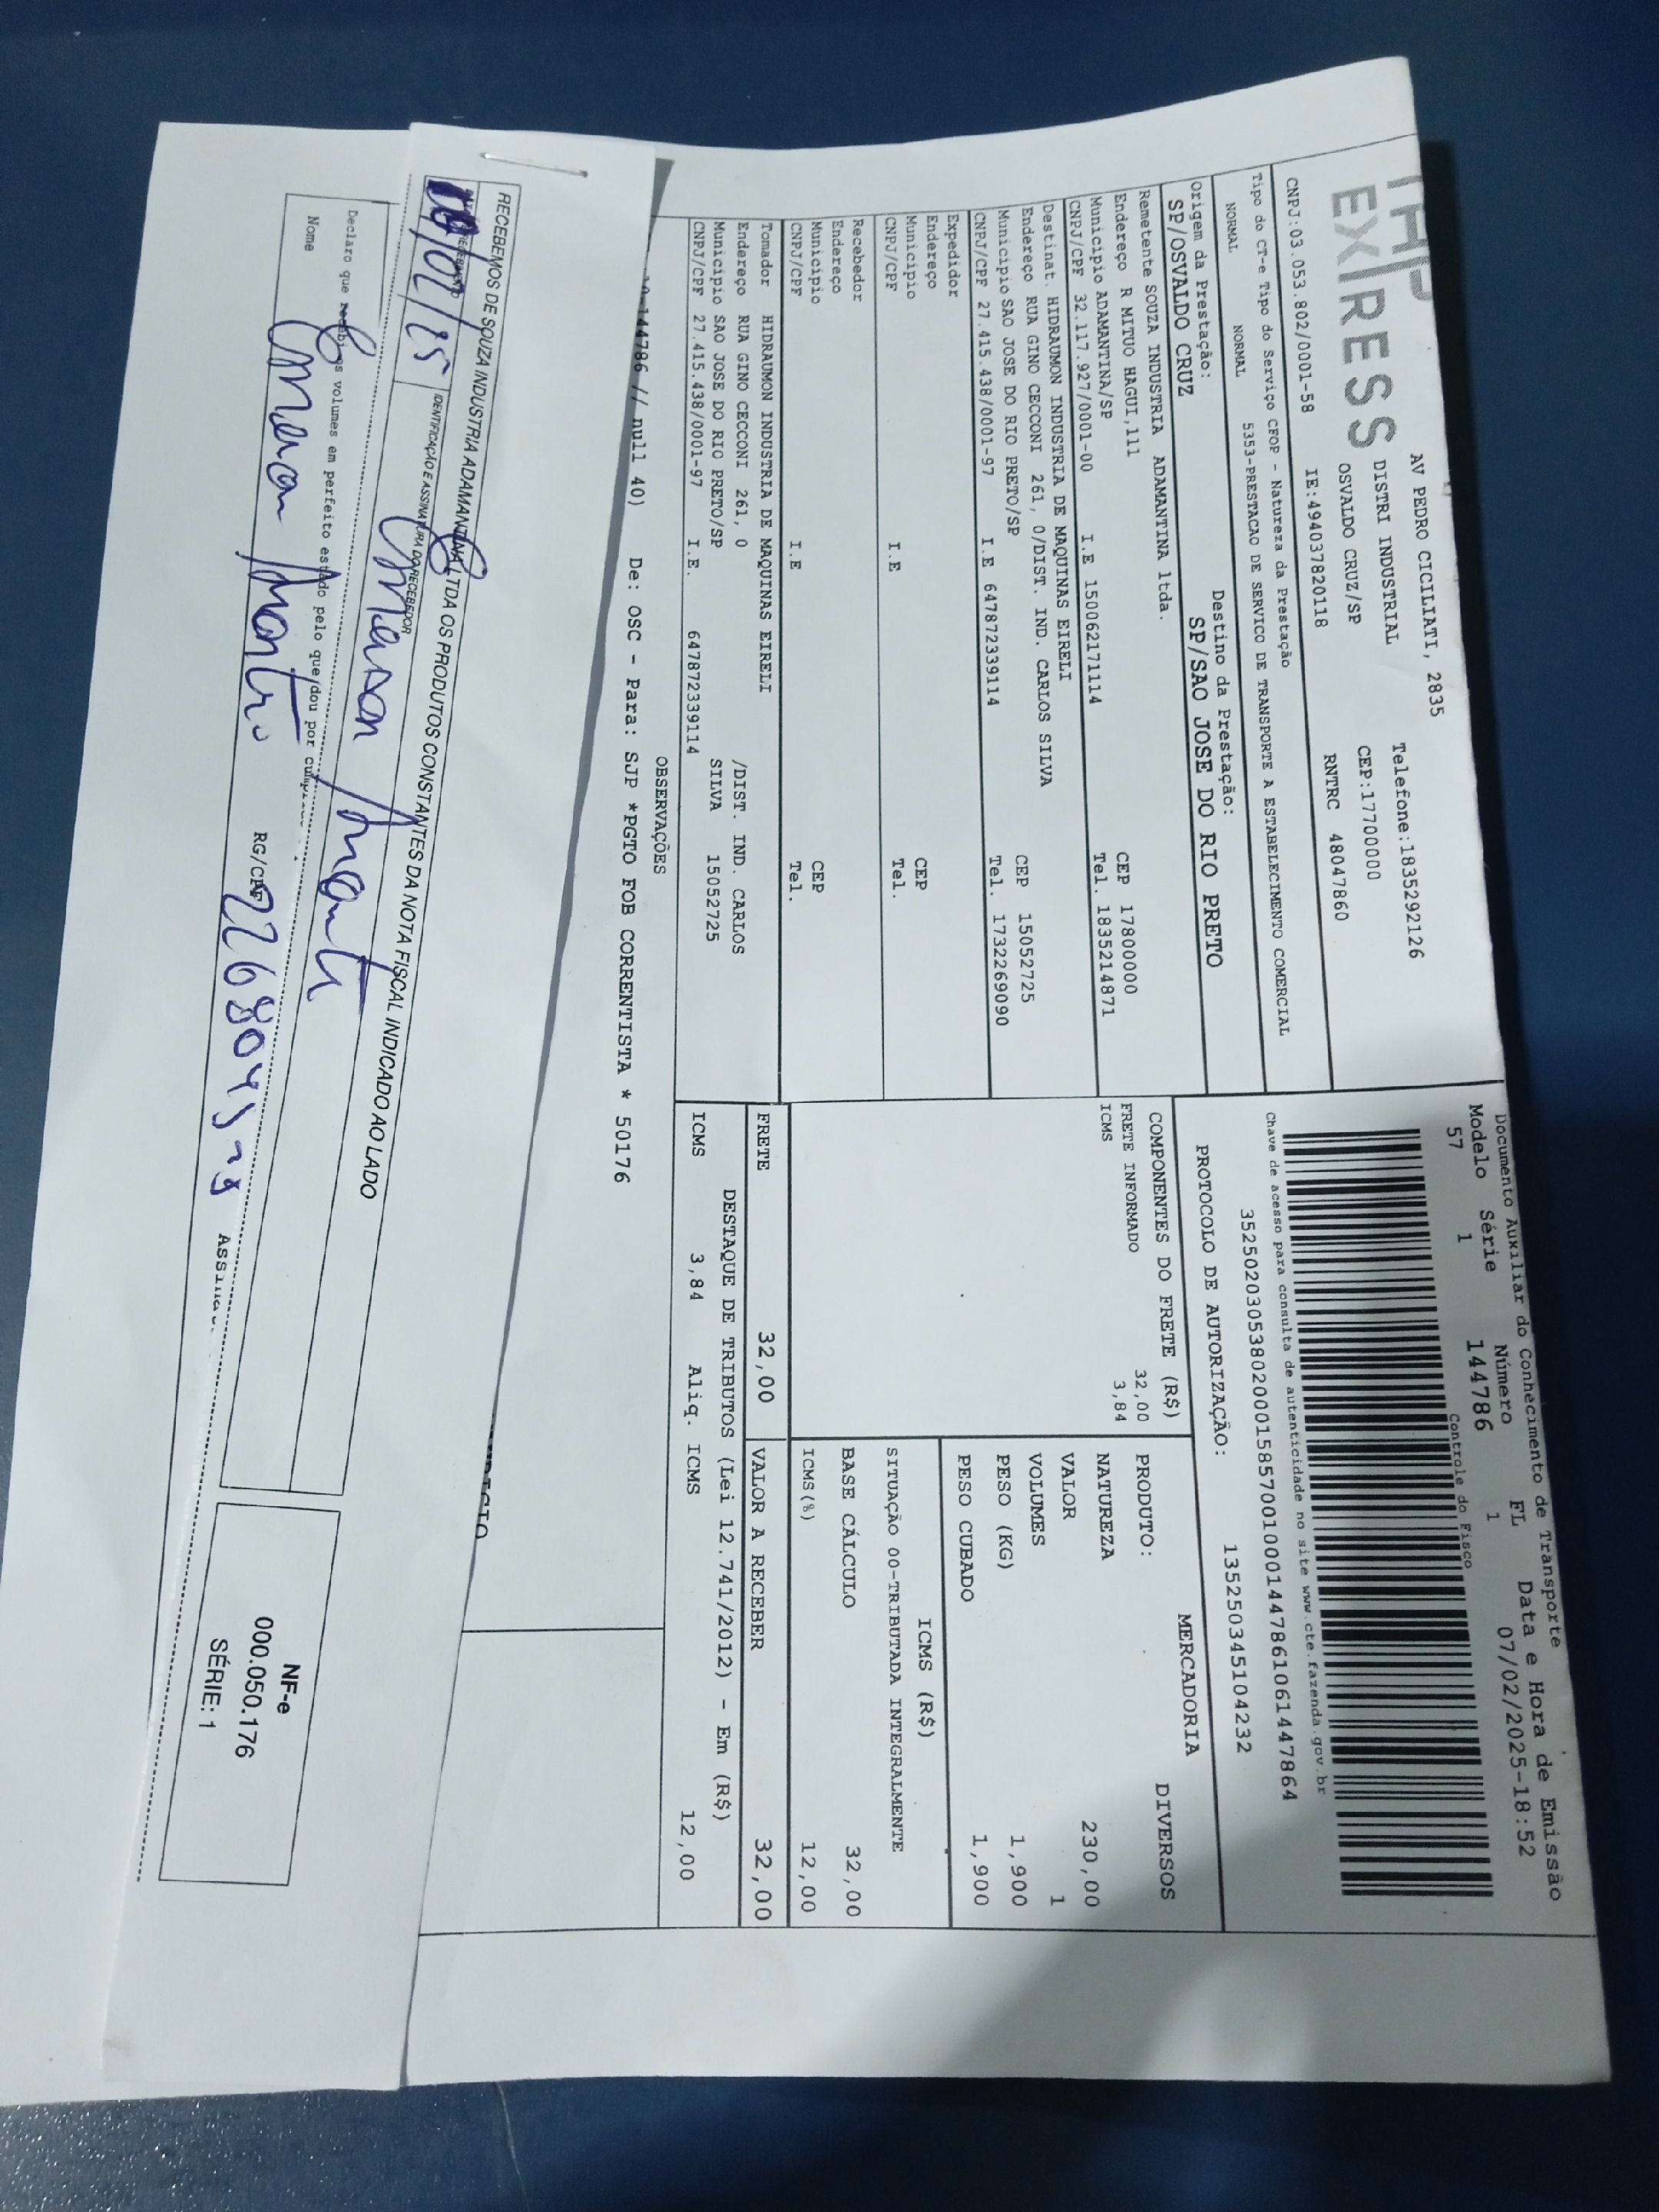 EXPRESS
AV PEDRO CICILIATI, 2835
DISTRI INDUSTRIAL
OSVALDO CRUZ/SP
Telefone:1835292126
CEP:17700000
CNPJ:03.053.802/0001-58
IE:494037820118
RNTRC 48047860
Documento Auxiliar do Conhecimento de Transporte
Modelo Série Número FL Data e Hora de Emissão
57 1 144786 1 07/02/2025-18:52
Controle do Fisco
Tipo do CT-e Tipo do Serviço CFOP - Natureza da Prestação
NORMAL NORMAL 5353-PRESTACAO DE SERVICO DE TRANSPORTE A ESTABELECIMENTO COMERCIAL
Chave de acesso para consulta de autenticidade no site www.cte.fazenda.gov.br
35250203053802000158570010001447861061447864
Origem da Prestação: Destino da Prestação:
SP/OSVALDO CRUZ SP/SAO JOSE DO RIO PRETO
PROTOCOLO DE AUTORIZAÇÃO: 135250345104232
Remetente SOUZA INDUSTRIA ADAMANTINA ltda.
Endereço R MITUO HAGUI,111 CEP 17800000
Municipio ADAMANTINA/SP Tel. 1835214871
CNPJ/CPF 32.117.927/0001-00 I.E 150062171114
Destinat. HIDRAUMON INDUSTRIA DE MAQUINAS EIRELI
Endereço RUA GINO CECCONI 261, 0/DIST. IND. CARLOS SILVA CEP 15052725
Municipio SAO JOSE DO RIO PRETO/SP Tel. 1732269090
CNPJ/CPF 27.415.438/0001-97 I.E 647872339114
Expedidor
Endereço CEP
Municipio Tel.
CNPJ/CPF I.E
Recebedor
Endereço CEP
Municipio Tel.
CNPJ/CPF I.E
Tomador HIDRAUMON INDUSTRIA DE MAQUINAS EIRELI
Endereço RUA GINO CECCONI 261, 0 /DIST. IND. CARLOS SILVA
Municipio SAO JOSE DO RIO PRETO/SP 15052725
CNPJ/CPF 27.415.438/0001-97 I.E. 647872339114
COMPONENTES DO FRETE (R$)
FRETE INFORMADO 32,00
ICMS 3,84
MERCADORIA
PRODUTO: DIVERSOS
NATUREZA
VALOR 230,00
VOLUMES 1
PESO (KG) 1,900
PESO CUBADO 1,900
ICMS (R$)
SITUAÇÃO 00-TRIBUTADA INTEGRALMENTE
BASE CÁLCULO 32,00
ICMS(%) 12,00
FRETE 32,00 VALOR A RECEBER 32,00
DESTAQUE DE TRIBUTOS (Lei 12.741/2012) - Em (R$)
ICMS 3,84 Aliq. ICMS 12,00
OBSERVAÇÕES
144786 // null 40) De: OSC - Para: SJP *PGTO FOB CORRENTISTA * 50176
RECEBEMOS DE SOUZA INDUSTRIA ADAMANTINA LTDA OS PRODUTOS CONSTANTES DA NOTA FISCAL INDICADO AO LADO
IDENTIFICAÇÃO E ASSINATURA DO RECEBEDOR
NF-e
000.050.176
SÉRIE: 1
Declaro que recebi os volumes em perfeito estado pelo que dou por
Nome RG/CPF